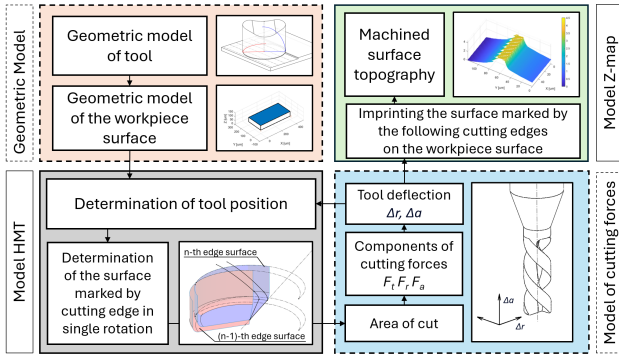 Geometric Model
Geometric model
of tool
Geometric model
of the workpiece
surface
Machined
surface
topography
Imprinting the surface marked by
the following cutting edges
on the workpiece surface
Model Z-map
Model HMT
Determination of tool position
Determination
of the surface
marked by
cutting edge in
single rotation
n-th edge surface
(n-1)-th edge surface
Tool deflection
Δr, Δa
Components of
cutting forces
F_t F_r F_a
Area of cut
Δa
Δr
Model of cutting forces